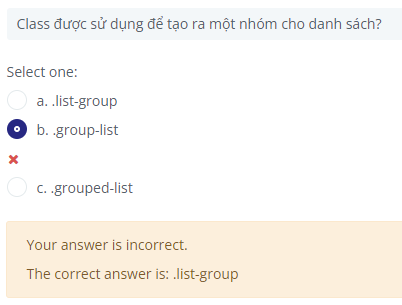 Class được sử dụng để tạo ra một nhóm cho danh sách?
Select one:
a. .list-group
b. .group-list
c. .grouped-list
Your answer is incorrect.
The correct answer is: .list-group